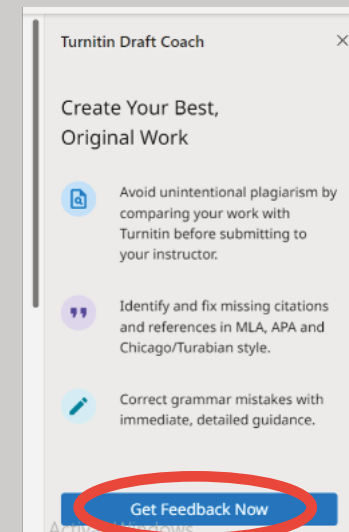 Turnitin Draft Coach
Create Your Best,
Original Work
Avoid unintentional plagiarism by
comparing your work with
Turnitin before submitting to
your instructor.
Identify and fix missing citations
and references in MLA, APA and
Chicago/Turabian style.
Correct grammar mistakes with
immediate, detailed guidance.
Get Feedback Now